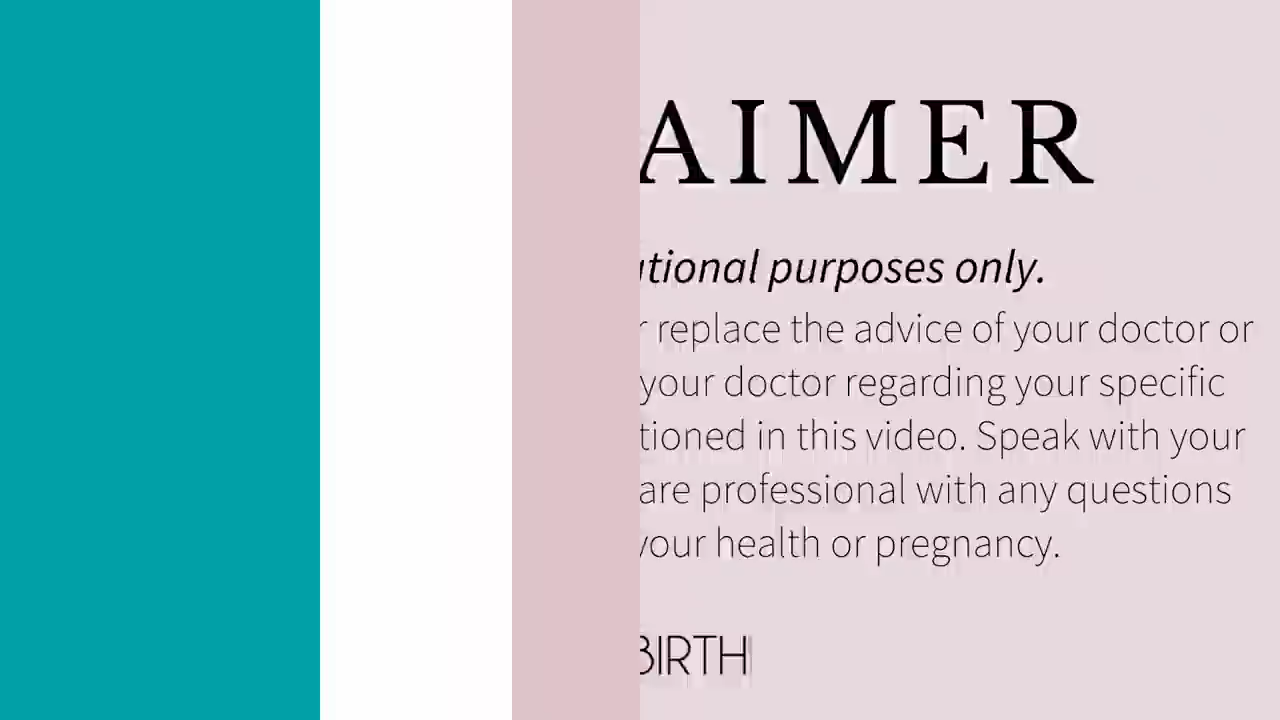 AIMER
ational purposes only.
r replace the advice of your doctor or
your doctor regarding your specific
tioned in this video. Speak with your
are professional with any questions
your health or pregnancy.
BIRTH